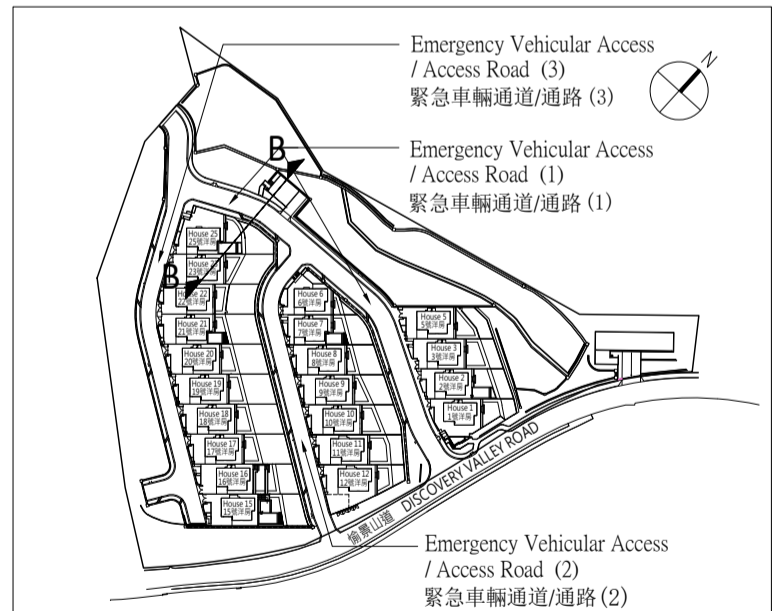 Emergency Vehicular Access
/ Access Road (3)
緊急車輛通道/通路 (3)
N
Emergency Vehicular Access
/ Access Road (1)
緊急車輛通道/通路 (1)
B
B
House 25
25號洋房
23號洋房
House 22
22號洋房
House 21
21號洋房
House 20
20號洋房
House 19
19號洋房
House 18
18號洋房
House 17
17號洋房
House 16
16號洋房
House 15
15號洋房
House 6
6號洋房
House 7
7號洋房
House 8
8號洋房
House 9
9號洋房
House 10
10號洋房
House 11
11號洋房
House 12
12號洋房
House 5
5號洋房
House 3
3號洋房
House 2
2號洋房
House 1
1號洋房
愉景山道 DISCOVERY VALLEY ROAD
Emergency Vehicular Access
/ Access Road (2)
緊急車輛通道/通路 (2)